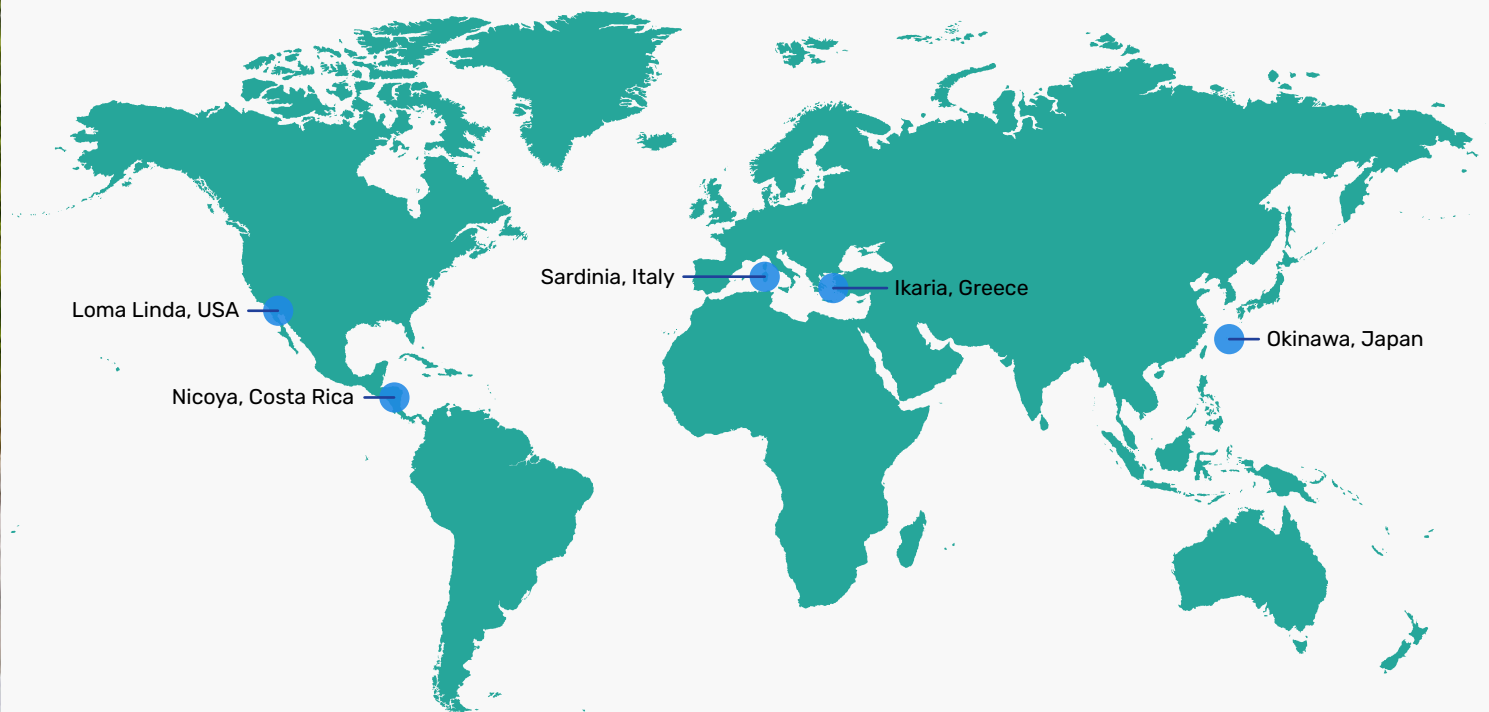 Sardinia, Italy
Ikaria, Greece
Loma Linda, USA
Okinawa, Japan
Nicoya, Costa Rica